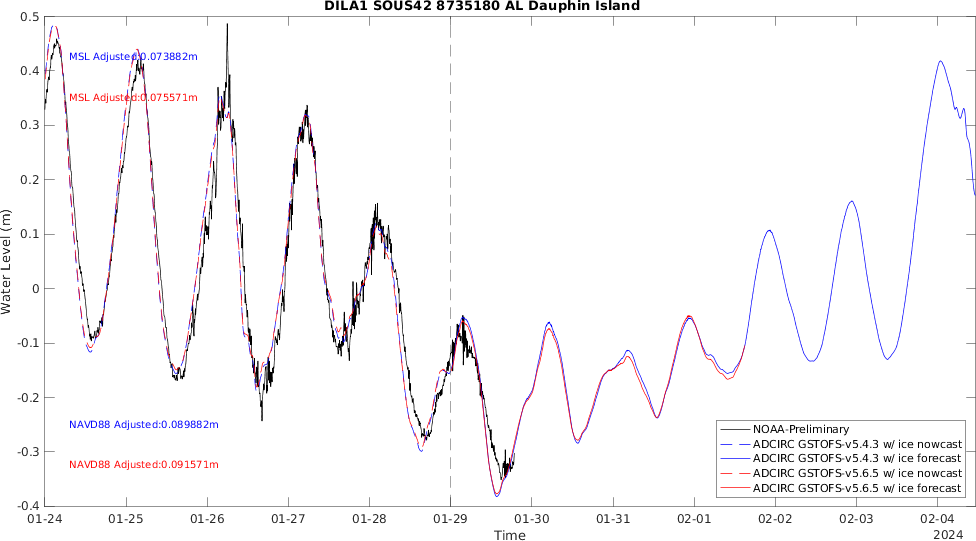 DILA1 SOUS42 8735180 AL Dauphin Island
Water Level (m)
0.5
0.4
0.3
0.2
0.1
0
-0.1
-0.2
-0.3
-0.4
MSL Adjusted:0.073882m
MSL Adjusted:0.075571m
NAVD88 Adjusted:0.089882m
NAVD88 Adjusted:0.091571m
NOAA-Preliminary
ADCIRC GSTOFS-v5.4.3 w/ ice nowcast
ADCIRC GSTOFS-v5.4.3 w/ ice forecast
ADCIRC GSTOFS-v5.6.5 w/ ice nowcast
ADCIRC GSTOFS-v5.6.5 w/ ice forecast
01-24 01-25 01-26 01-27 01-28 01-29 01-30 01-31 02-01 02-02 02-03 02-04
Time
2024